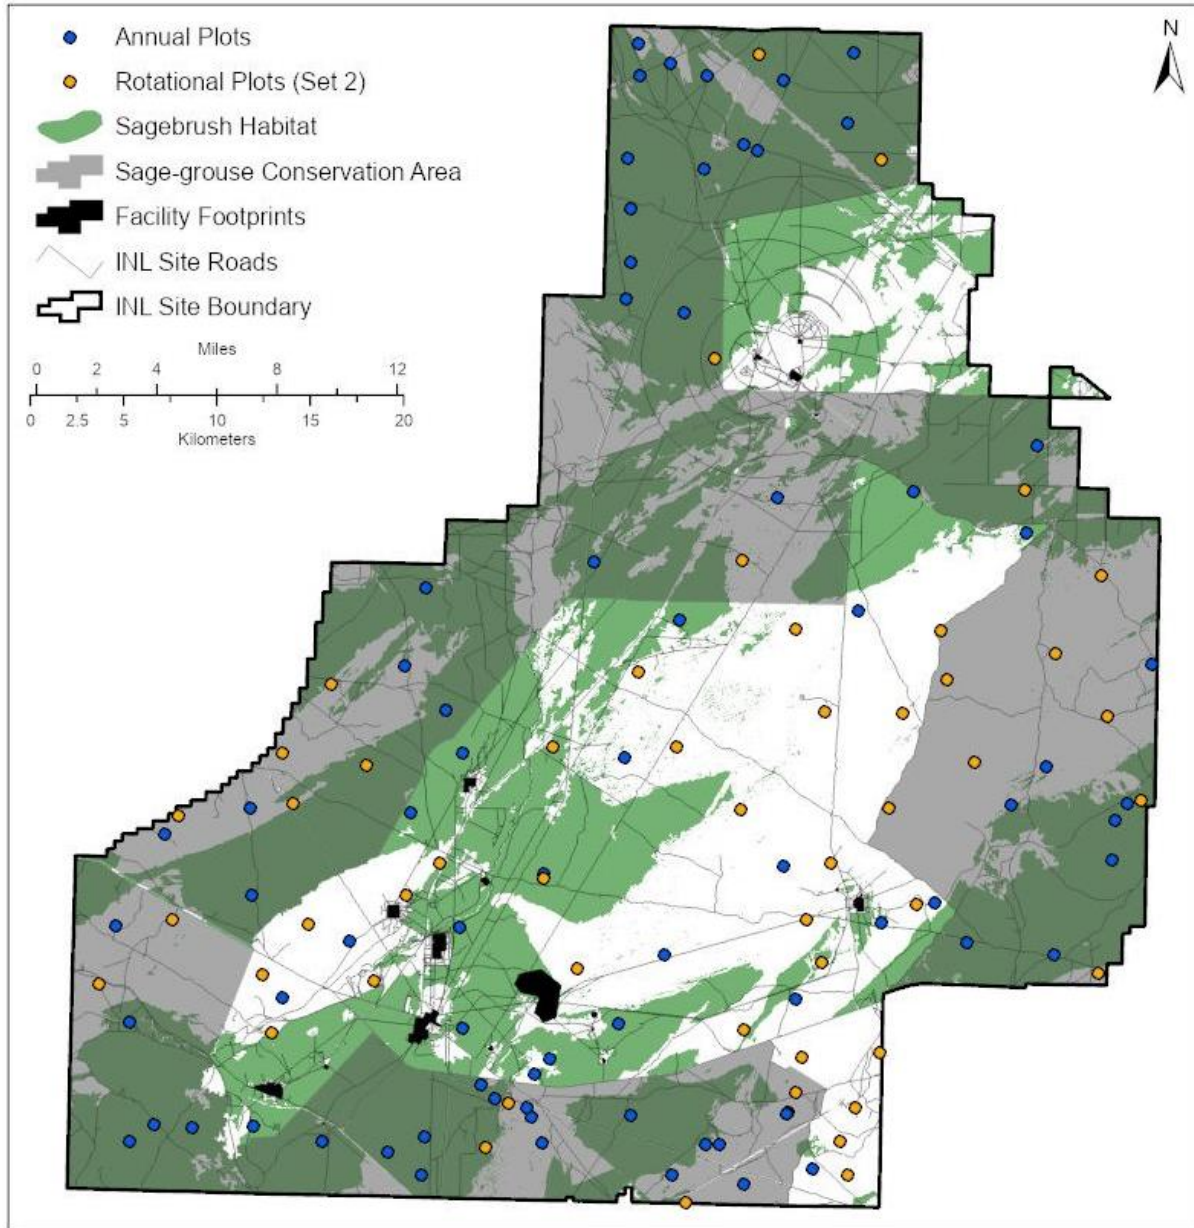 N
Annual Plots
Rotational Plots (Set 2)
Sagebrush Habitat
Sage-grouse Conservation Area
Facility Footprints
INL Site Roads
INL Site Boundary
Miles
0 2 4 8 12
0 2.5 5 10 15 20
Kilometers